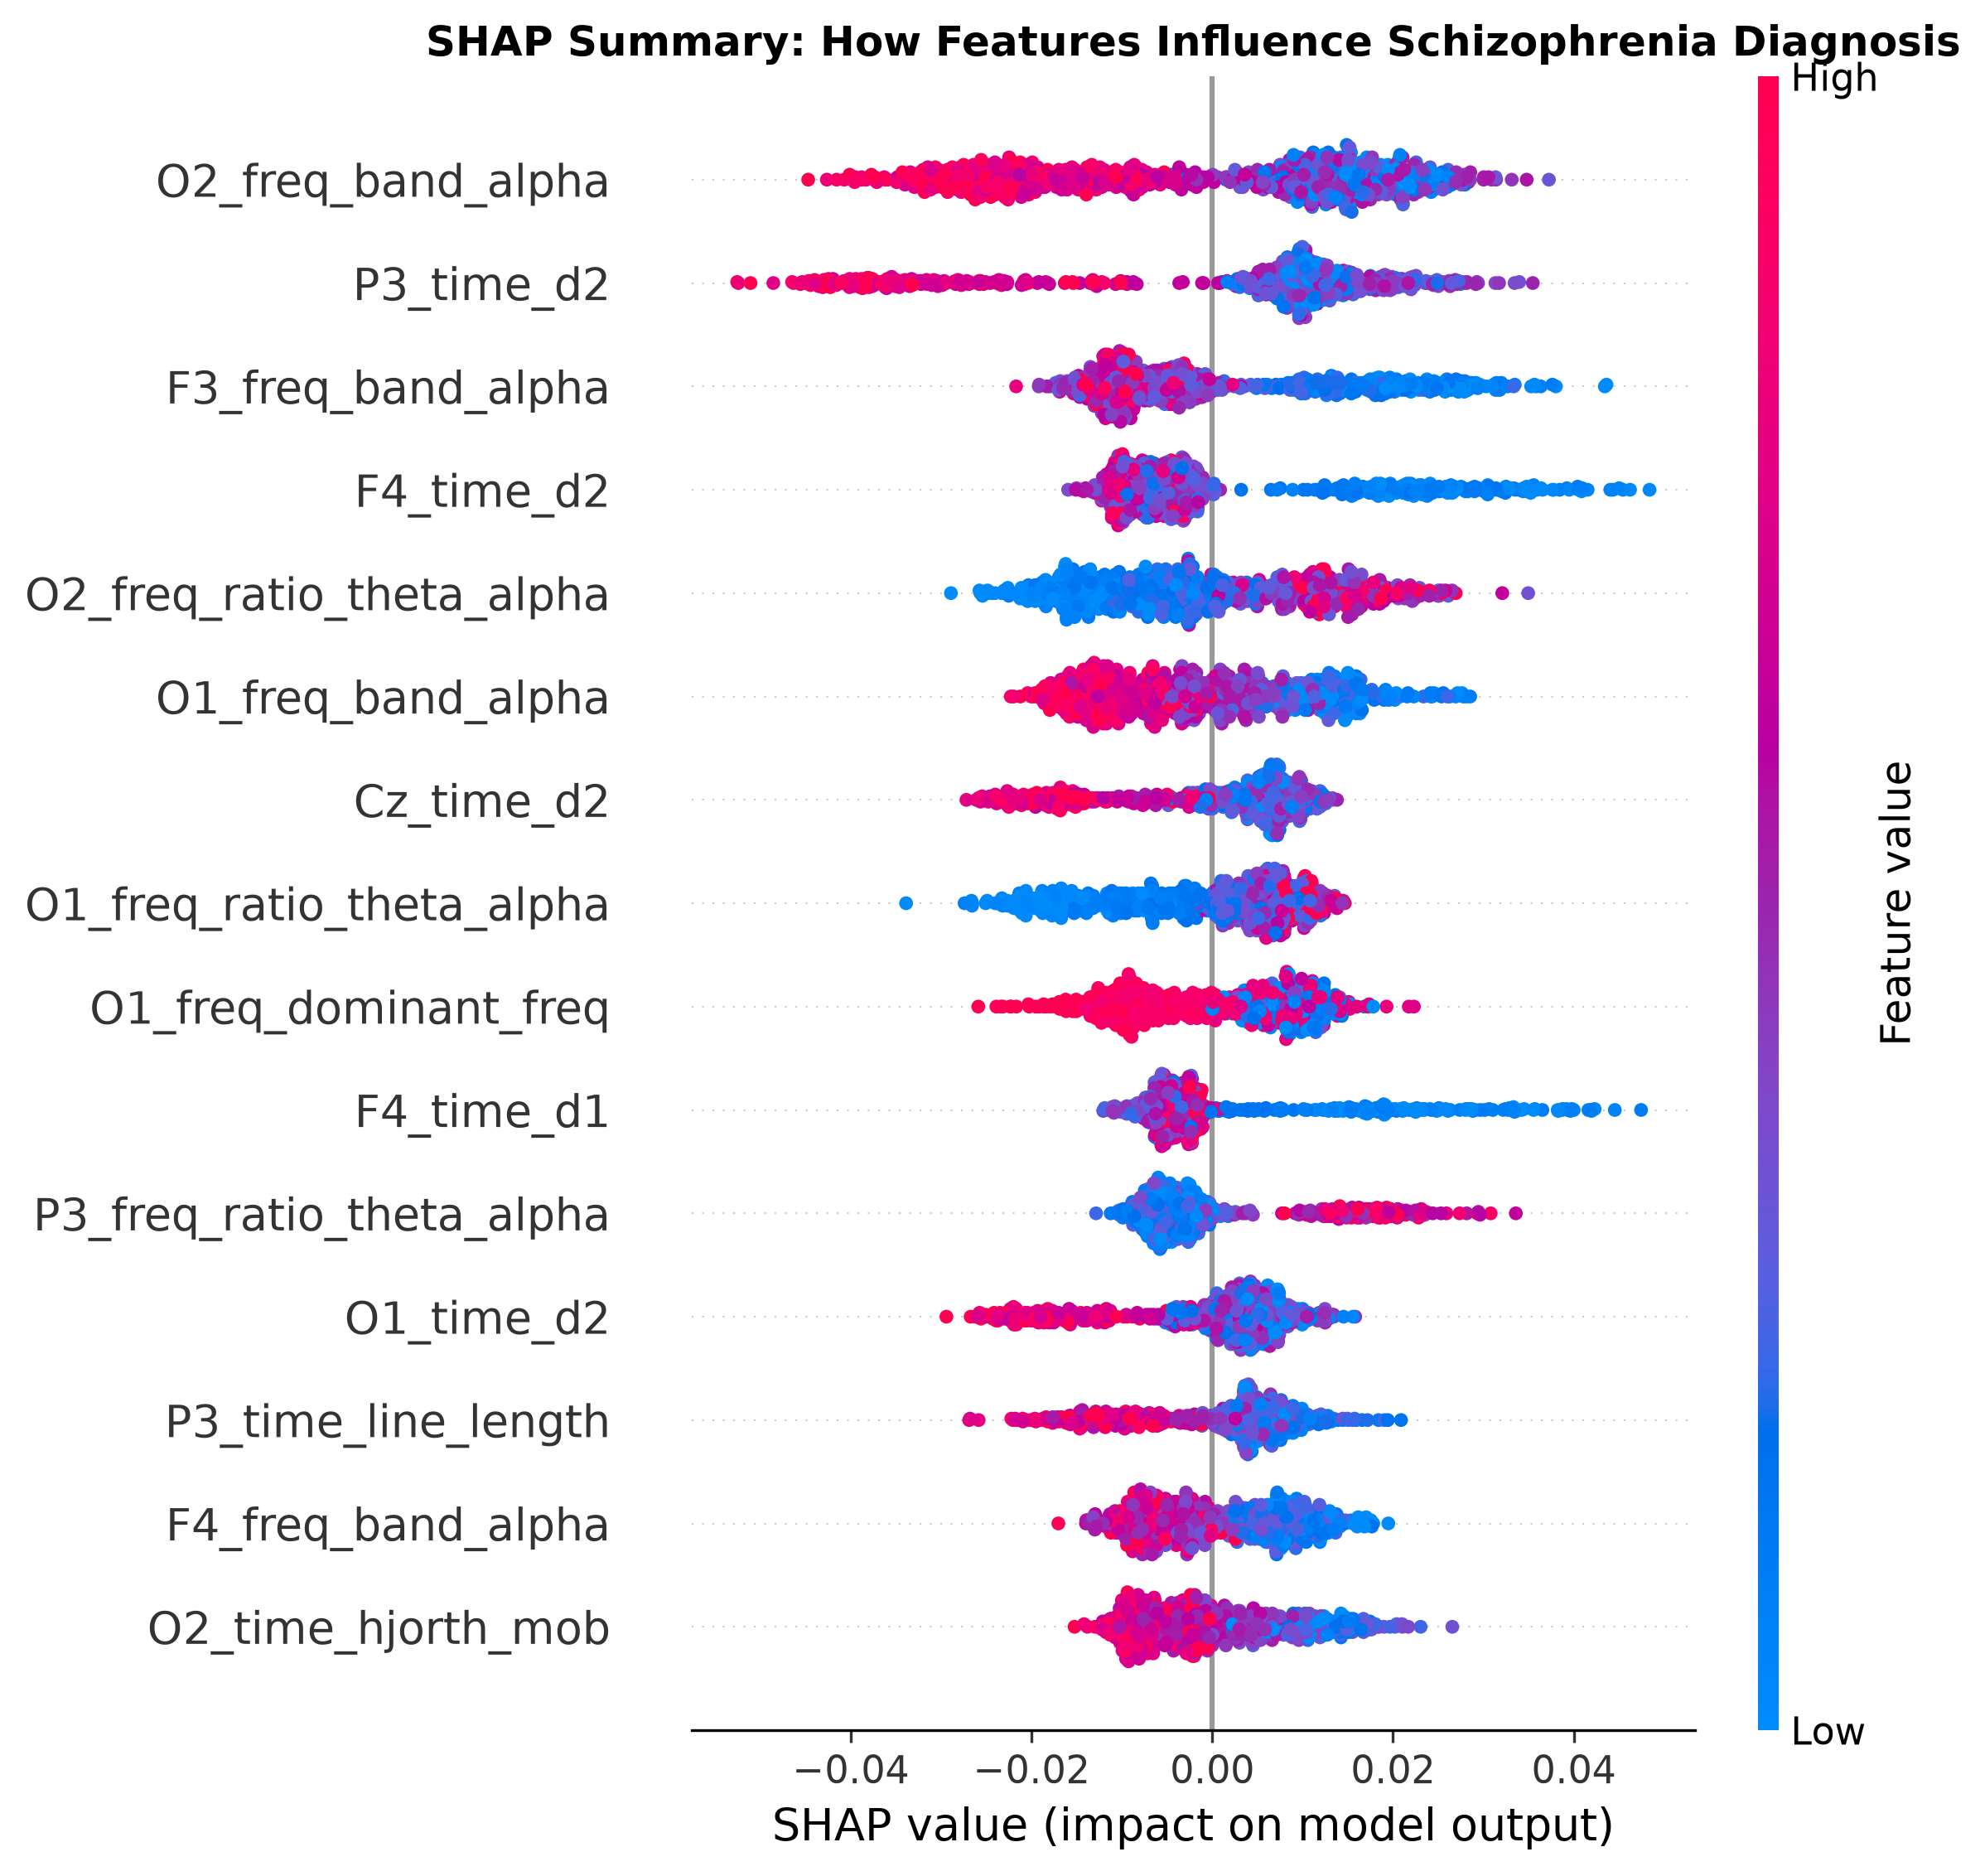 SHAP Summary: How Features Influence Schizophrenia Diagnosis
High
O2_freq_band_alpha
P3_time_d2
F3_freq_band_alpha
F4_time_d2
O2_freq_ratio_theta_alpha
O1_freq_band_alpha
Cz_time_d2
O1_freq_ratio_theta_alpha
O1_freq_dominant_freq
F4_time_d1
P3_freq_ratio_theta_alpha
O1_time_d2
P3_time_line_length
F4_freq_band_alpha
O2_time_hjorth_mob
Feature value
Low
−0.04 −0.02 0.00 0.02 0.04
SHAP value (impact on model output)